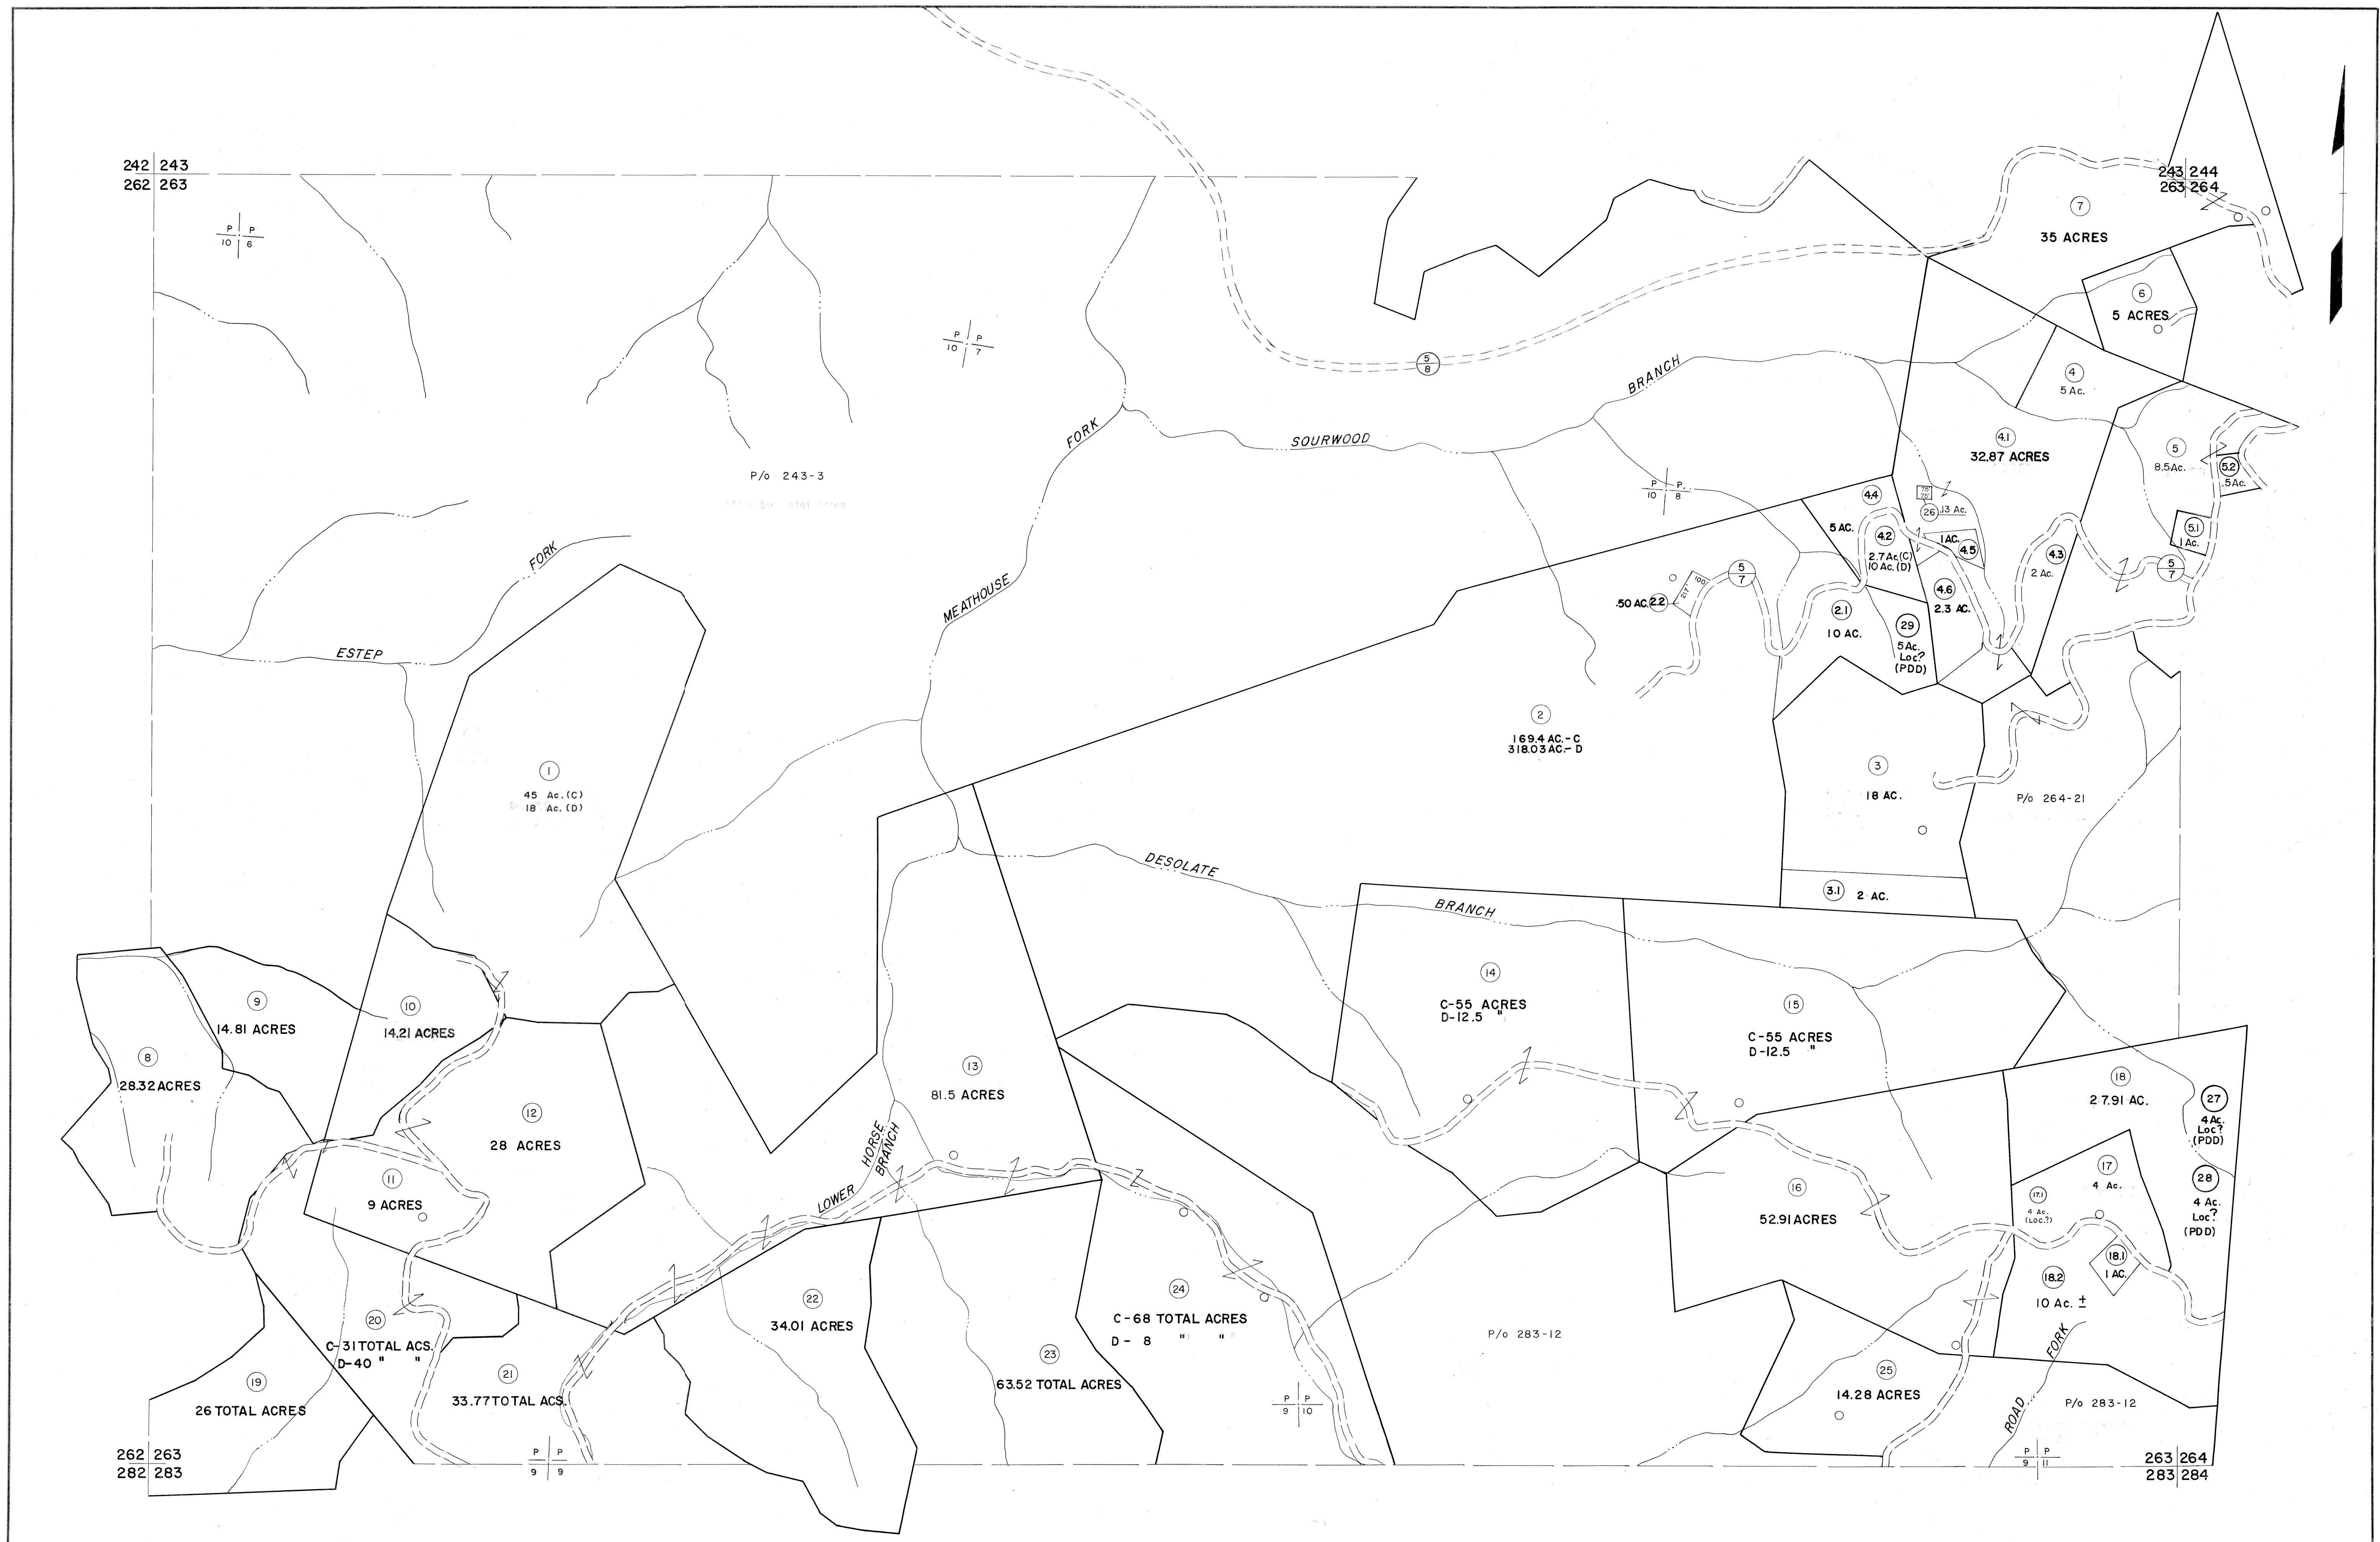 242 243
262 263
243 244
263 264
P P
10 6
7
35 ACRES
6
5 ACRES
P P
10 7
5
8
BRANCH
4
5 Ac.
FORK
SOURWOOD
4.1
32.87 ACRES
5
8.5Ac.
5.2
.5Ac.
P/o 243-3
P P
10 8
4.4
5 AC.
75'
75'
26
.13 Ac.
5.1
1 Ac.
4.2
2.7 Ac(C)
10 Ac.(D)
1 AC.
4.5
4.3
2 Ac.
5
7
FORK
MEATHOUSE
5
7
100
217
.50 AC.
2.2
4.6
2.3 AC.
2.1
10 AC.
29
5 Ac.
Loc?
(PDD)
ESTEP
2
169.4 AC.-C
318.03 AC.-D
1
45 Ac. (C)
18 Ac. (D)
3
18 AC.
P/o 264-21
DESOLATE
BRANCH
3.1
2 AC.
14
C-55 ACRES
D-12.5 "
15
C-55 ACRES
D-12.5 "
9
14.81 ACRES
10
14.21 ACRES
8
28.32 ACRES
13
81.5 ACRES
12
28 ACRES
18
27.91 AC.
27
4 Ac.
Loc?
(PDD)
HORSE
BRANCH
LOWER
11
9 ACRES
16
52.91 ACRES
17
4 Ac.
17.1
4 Ac.
(Loc.?)
28
4 Ac.
Loc?
(PDD)
18.1
1 AC.
18.2
10 Ac. ±
24
C-68 TOTAL ACRES
D- 8 " "
22
34.01 ACRES
20
C-31 TOTAL ACS.
D-40 " "
P/o 283-12
FORK
23
63.52 TOTAL ACRES
21
33.77 TOTAL ACS.
19
26 TOTAL ACRES
25
14.28 ACRES
P P
9 10
ROAD
P/o 283-12
262 263
282 283
P P
9 9
P P
9 11
263 264
283 284